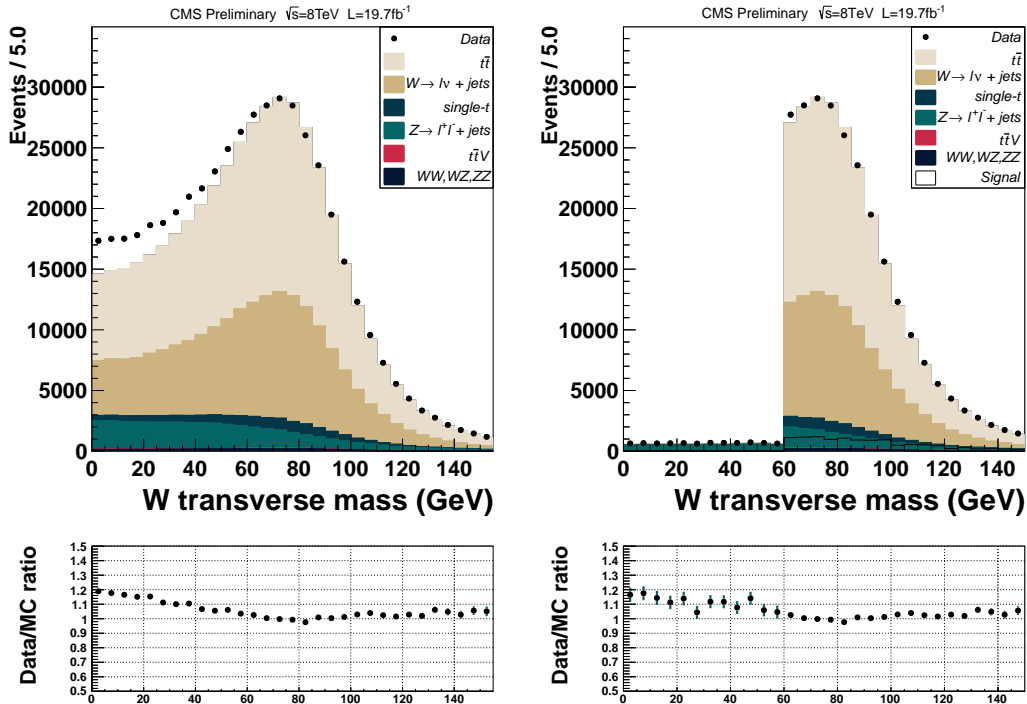 CMS Preliminary √s=8TeV L=19.7fb⁻¹
Events / 5.0
30000
25000
20000
15000
10000
5000
0
Data
tt̅
W→ lν + jets
single-t
Z→ l⁺l⁻ + jets
tt̅V
WW,WZ,ZZ
0 20 40 60 80 100 120 140
W transverse mass (GeV)
Data/MC ratio
1.5
1.4
1.3
1.2
1.1
1
0.9
0.8
0.7
0.6
0.5
0 20 40 60 80 100 120 140
CMS Preliminary √s=8TeV L=19.7fb⁻¹
Events / 5.0
30000
25000
20000
15000
10000
5000
0
Data
tt̅
W→ lν + jets
single-t
Z→ l⁺l⁻ + jets
tt̅V
WW,WZ,ZZ
Signal
0 20 40 60 80 100 120 140
W transverse mass (GeV)
Data/MC ratio
1.5
1.4
1.3
1.2
1.1
1
0.9
0.8
0.7
0.6
0.5
0 20 40 60 80 100 120 140